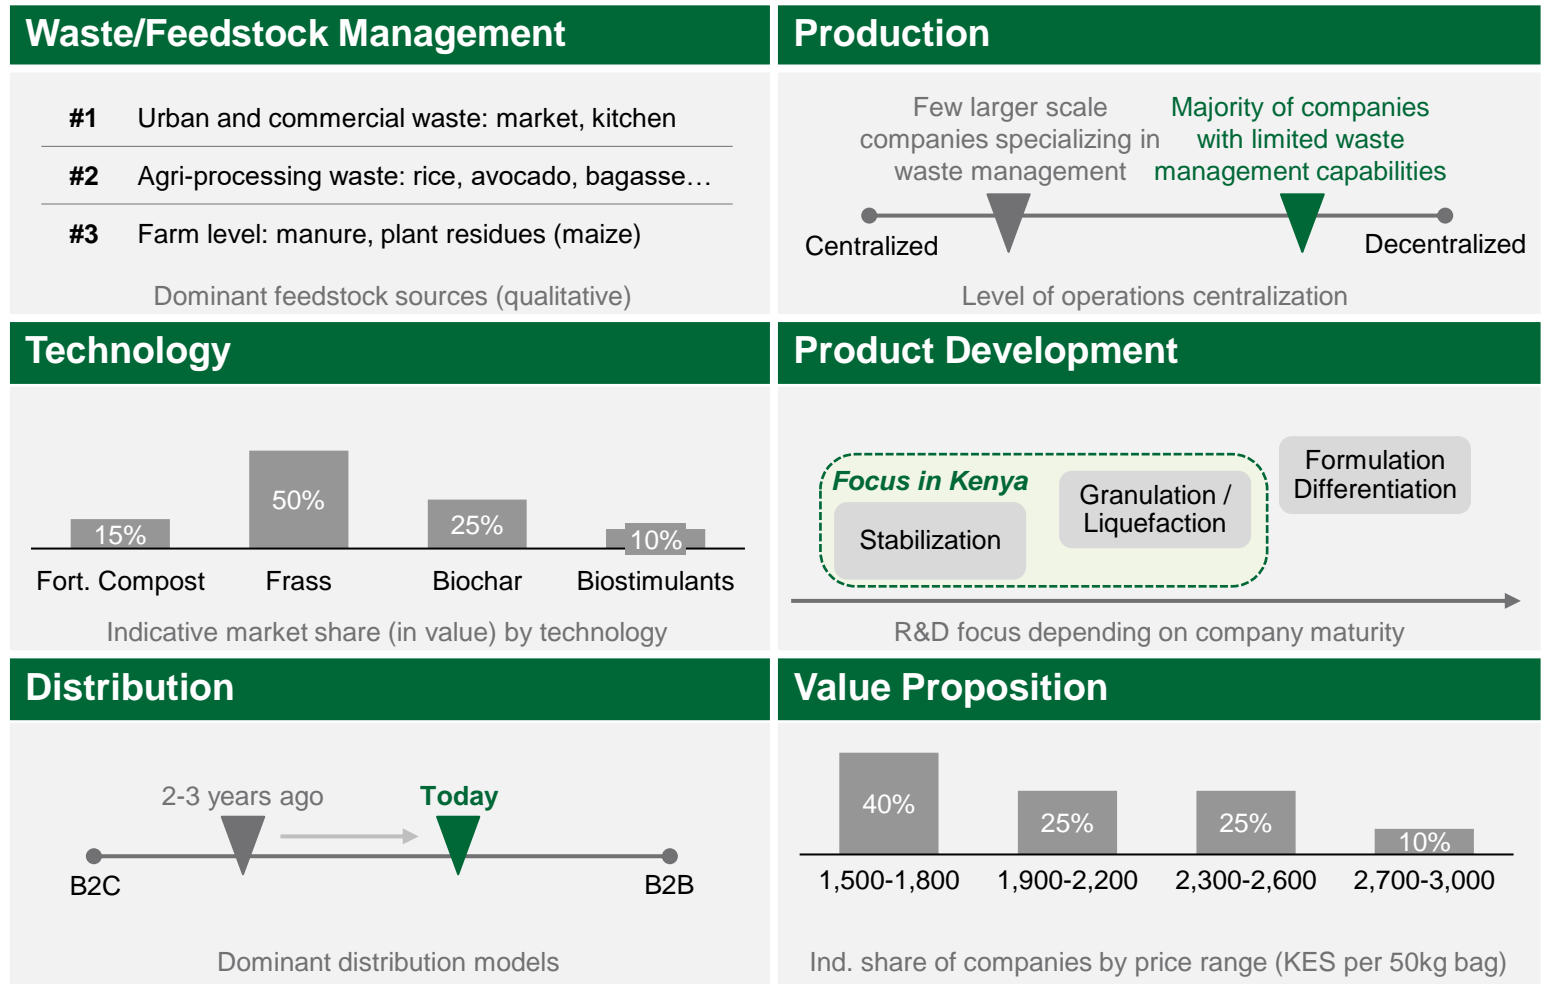 Waste/Feedstock Management
#1 Urban and commercial waste: market, kitchen
#2 Agri-processing waste: rice, avocado, bagasse…
#3 Farm level: manure, plant residues (maize)
Dominant feedstock sources (qualitative)
Production
Few larger scale
companies specializing in
waste management
Majority of companies
with limited waste
management capabilities
Centralized
Decentralized
Level of operations centralization
Technology
15%
50%
25%
10%
Fort. Compost
Frass
Biochar
Biostimulants
Indicative market share (in value) by technology
Product Development
Focus in Kenya
Stabilization
Granulation /
Liquefaction
Formulation
Differentiation
R&D focus depending on company maturity
Distribution
2-3 years ago
Today
B2C
B2B
Dominant distribution models
Value Proposition
40%
25%
25%
10%
1,500-1,800
1,900-2,200
2,300-2,600
2,700-3,000
Ind. share of companies by price range (KES per 50kg bag)